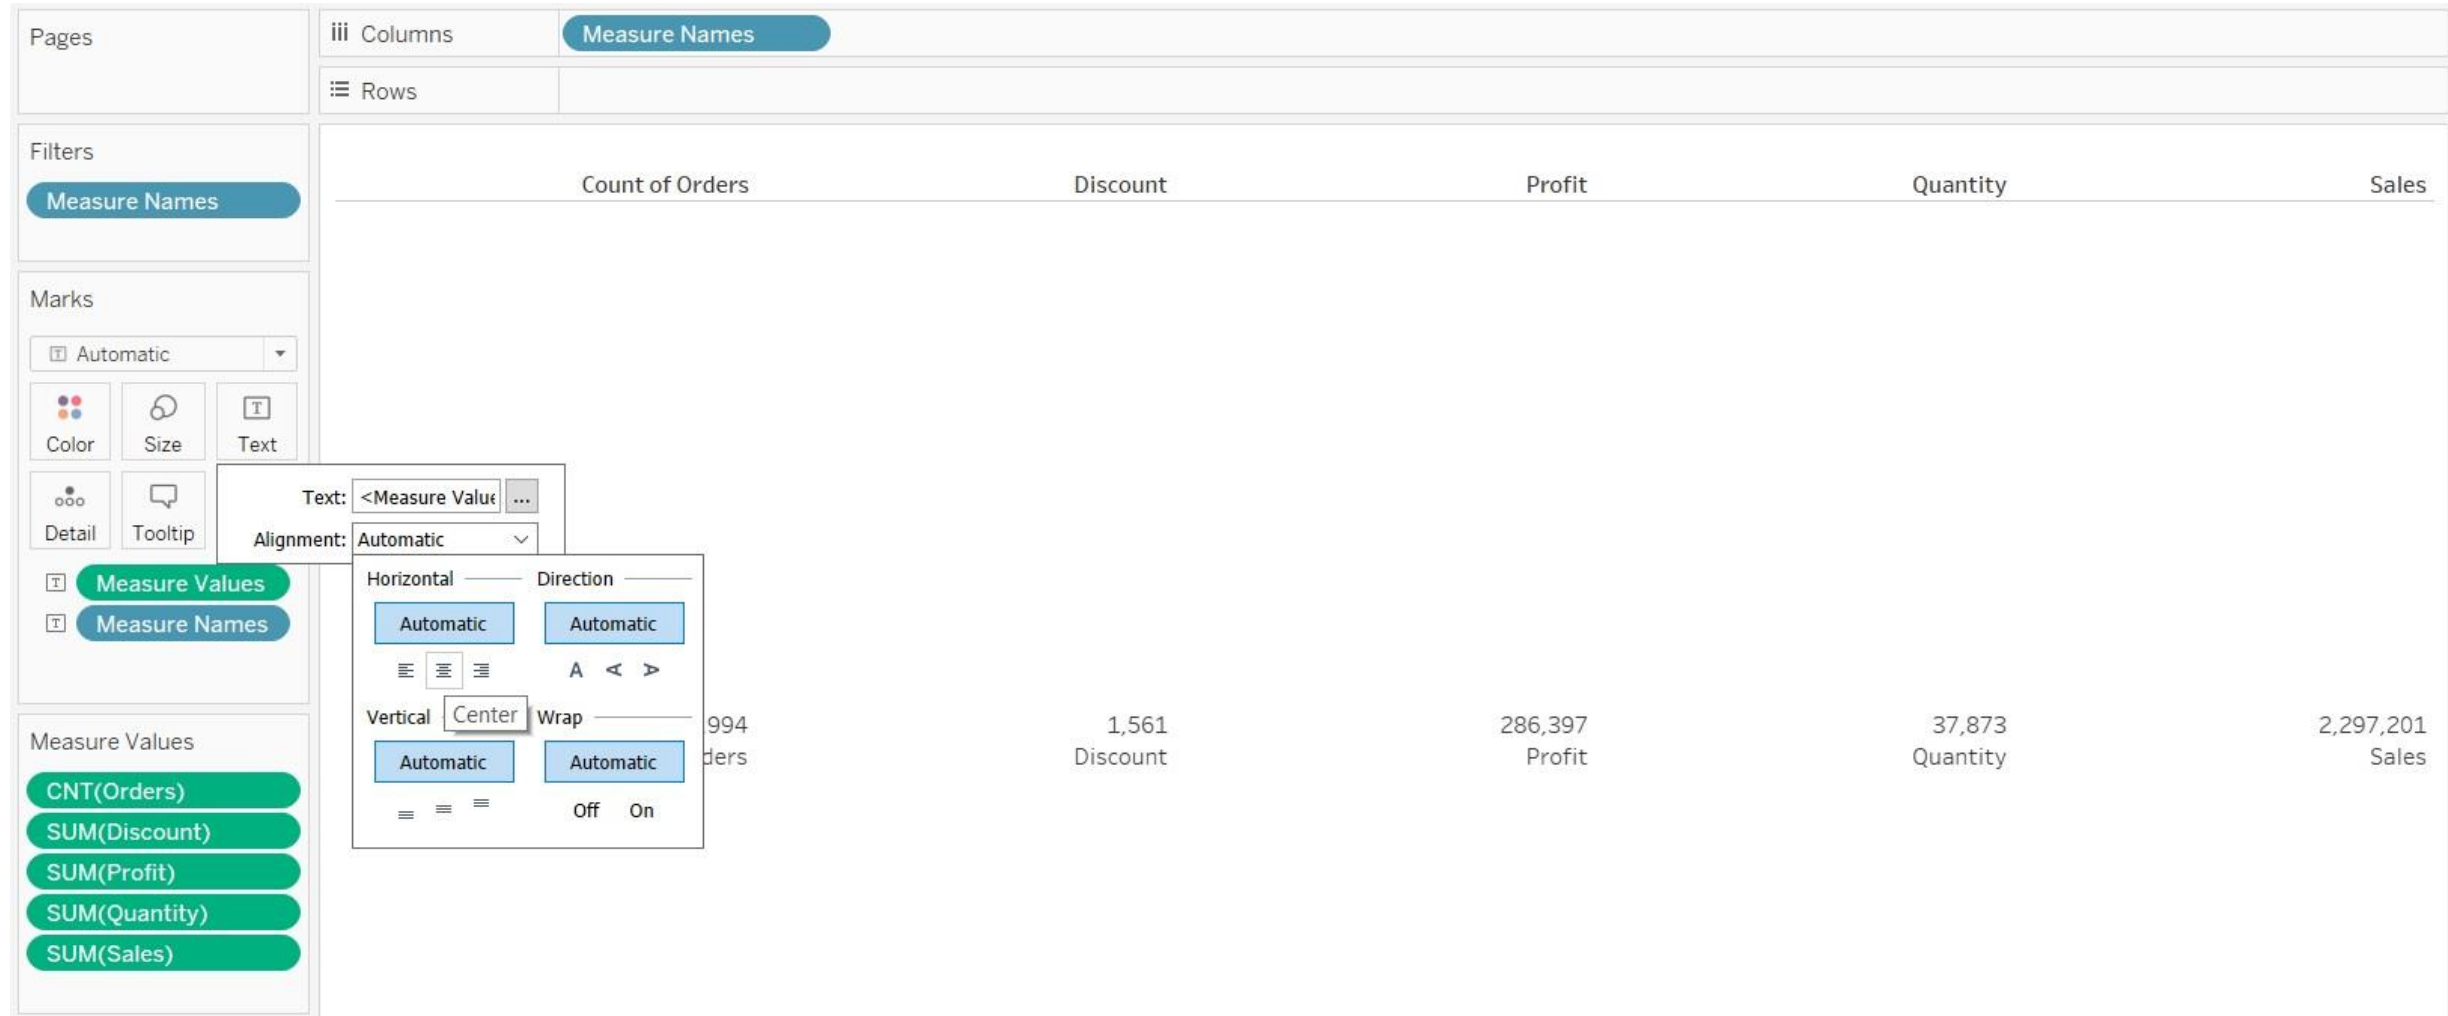 Pages
Columns
Measure Names
Rows
Filters
Measure Names
Count of Orders Discount Profit Quantity Sales
Marks
Automatic
Color Size Text
Detail Tooltip
Text: <Measure Value ...
Alignment: Automatic
Measure Values
Measure Names
Horizontal Direction
Automatic Automatic
A A A
Vertical Center Wrap
Automatic Automatic
Off On
994 1,561 286,397 37,873 2,297,201
ders Discount Profit Quantity Sales
Measure Values
CNT(Orders)
SUM(Discount)
SUM(Profit)
SUM(Quantity)
SUM(Sales)